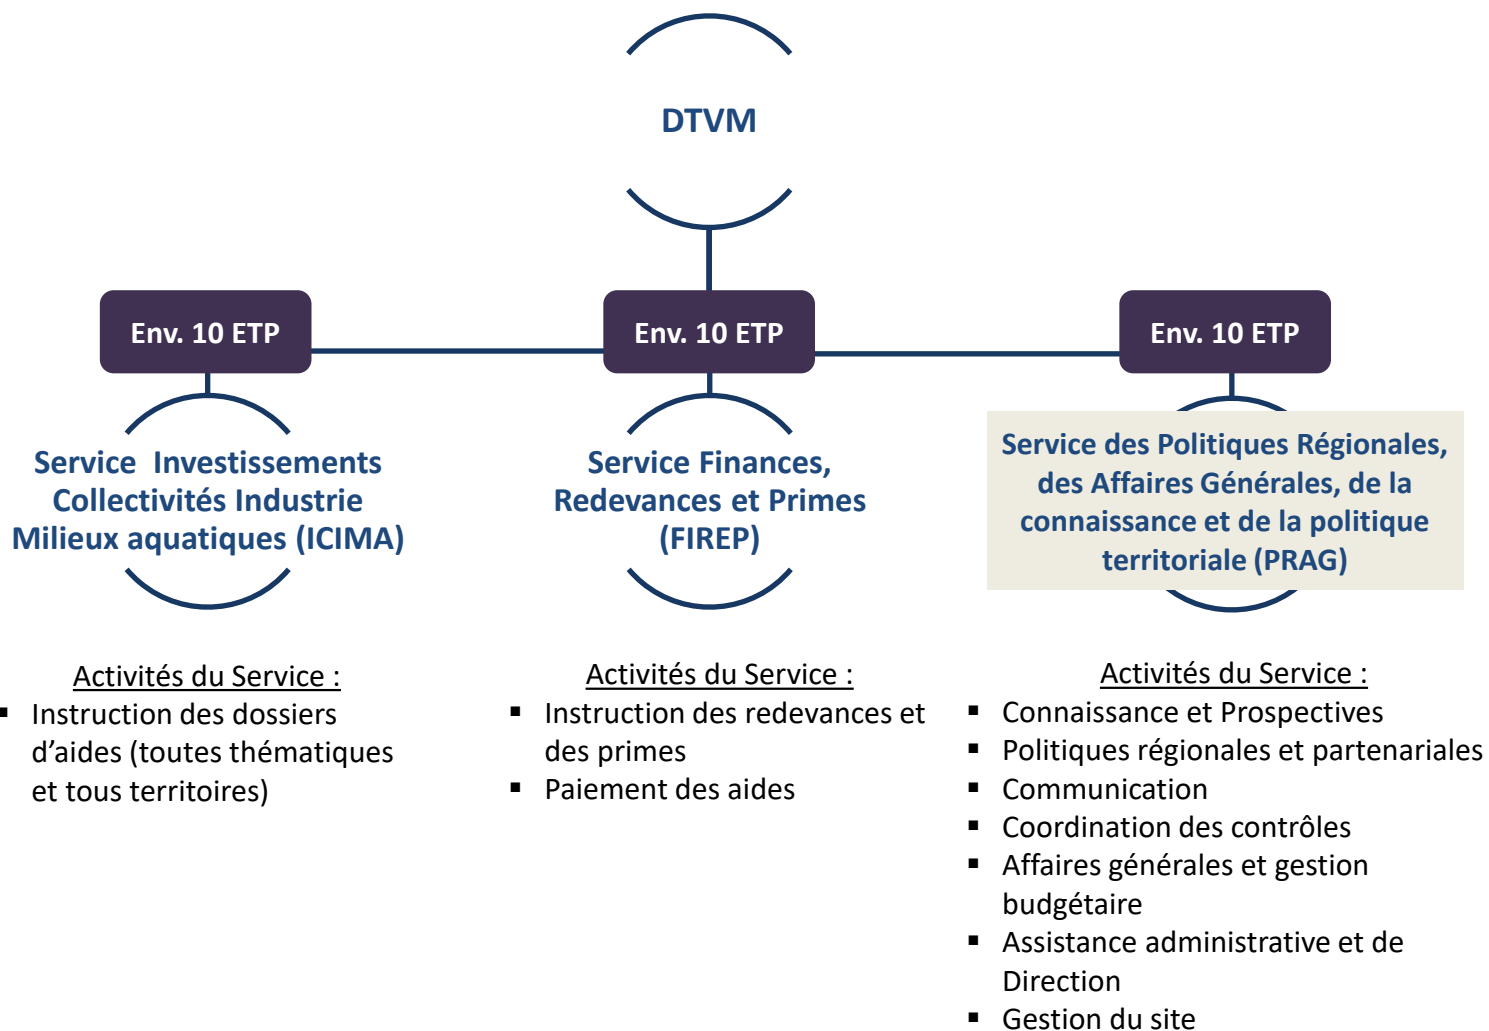 DTVM
Env. 10 ETP
Env. 10 ETP
Env. 10 ETP
Service Investissements
Collectivités Industrie
Milieux aquatiques (ICIMA)
Service Finances,
Redevances et Primes
(FIREP)
Service des Politiques Régionales,
des Affaires Générales, de la
connaissance et de la politique
territoriale (PRAG)
Activités du Service :
▪ Instruction des dossiers
d’aides (toutes thématiques
et tous territoires)
Activités du Service :
▪ Instruction des redevances et
des primes
▪ Paiement des aides
Activités du Service :
▪ Connaissance et Prospectives
▪ Politiques régionales et partenariales
▪ Communication
▪ Coordination des contrôles
▪ Affaires générales et gestion
budgétaire
▪ Assistance administrative et de
Direction
▪ Gestion du site